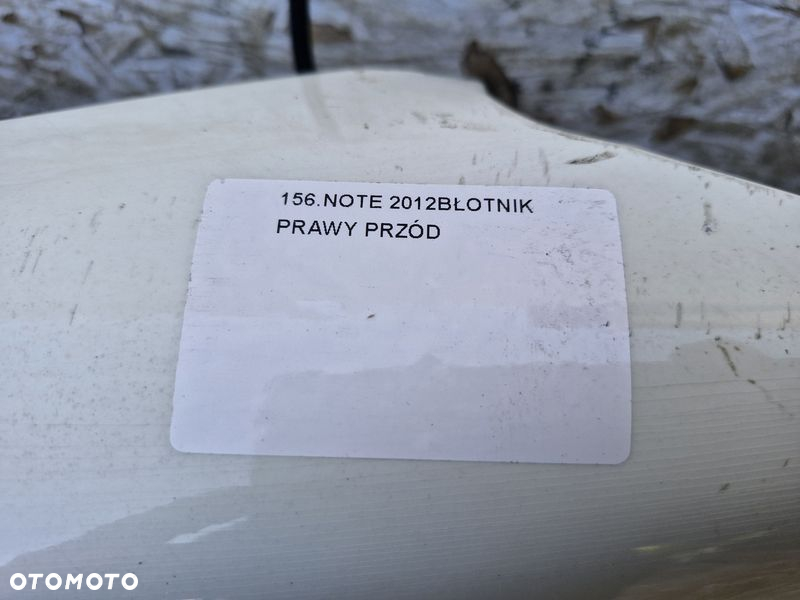 156.NOTE 2012BŁOTNIK
PRAWY PRZÓD
OTOMOTO